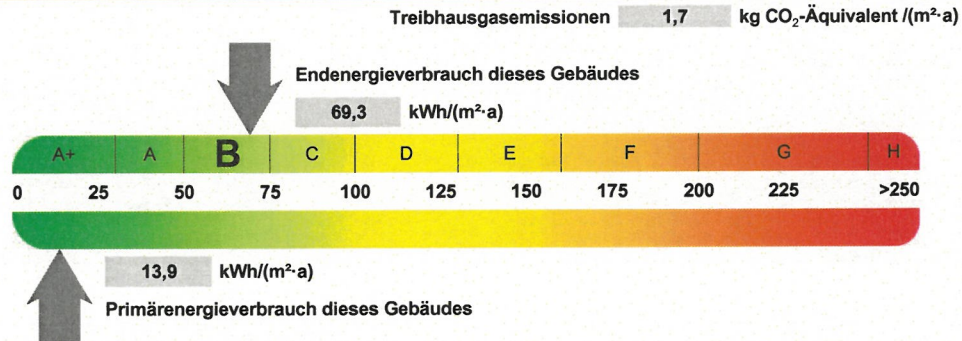 Treibhausgasemissionen 1,7 kg CO₂-Äquivalent /(m²·a)
Endenergieverbrauch dieses Gebäudes
69,3 kWh/(m²·a)
A+ A B C D E F G H
0 25 50 75 100 125 150 175 200 225 >250
13,9 kWh/(m²·a)
Primärenergieverbrauch dieses Gebäudes